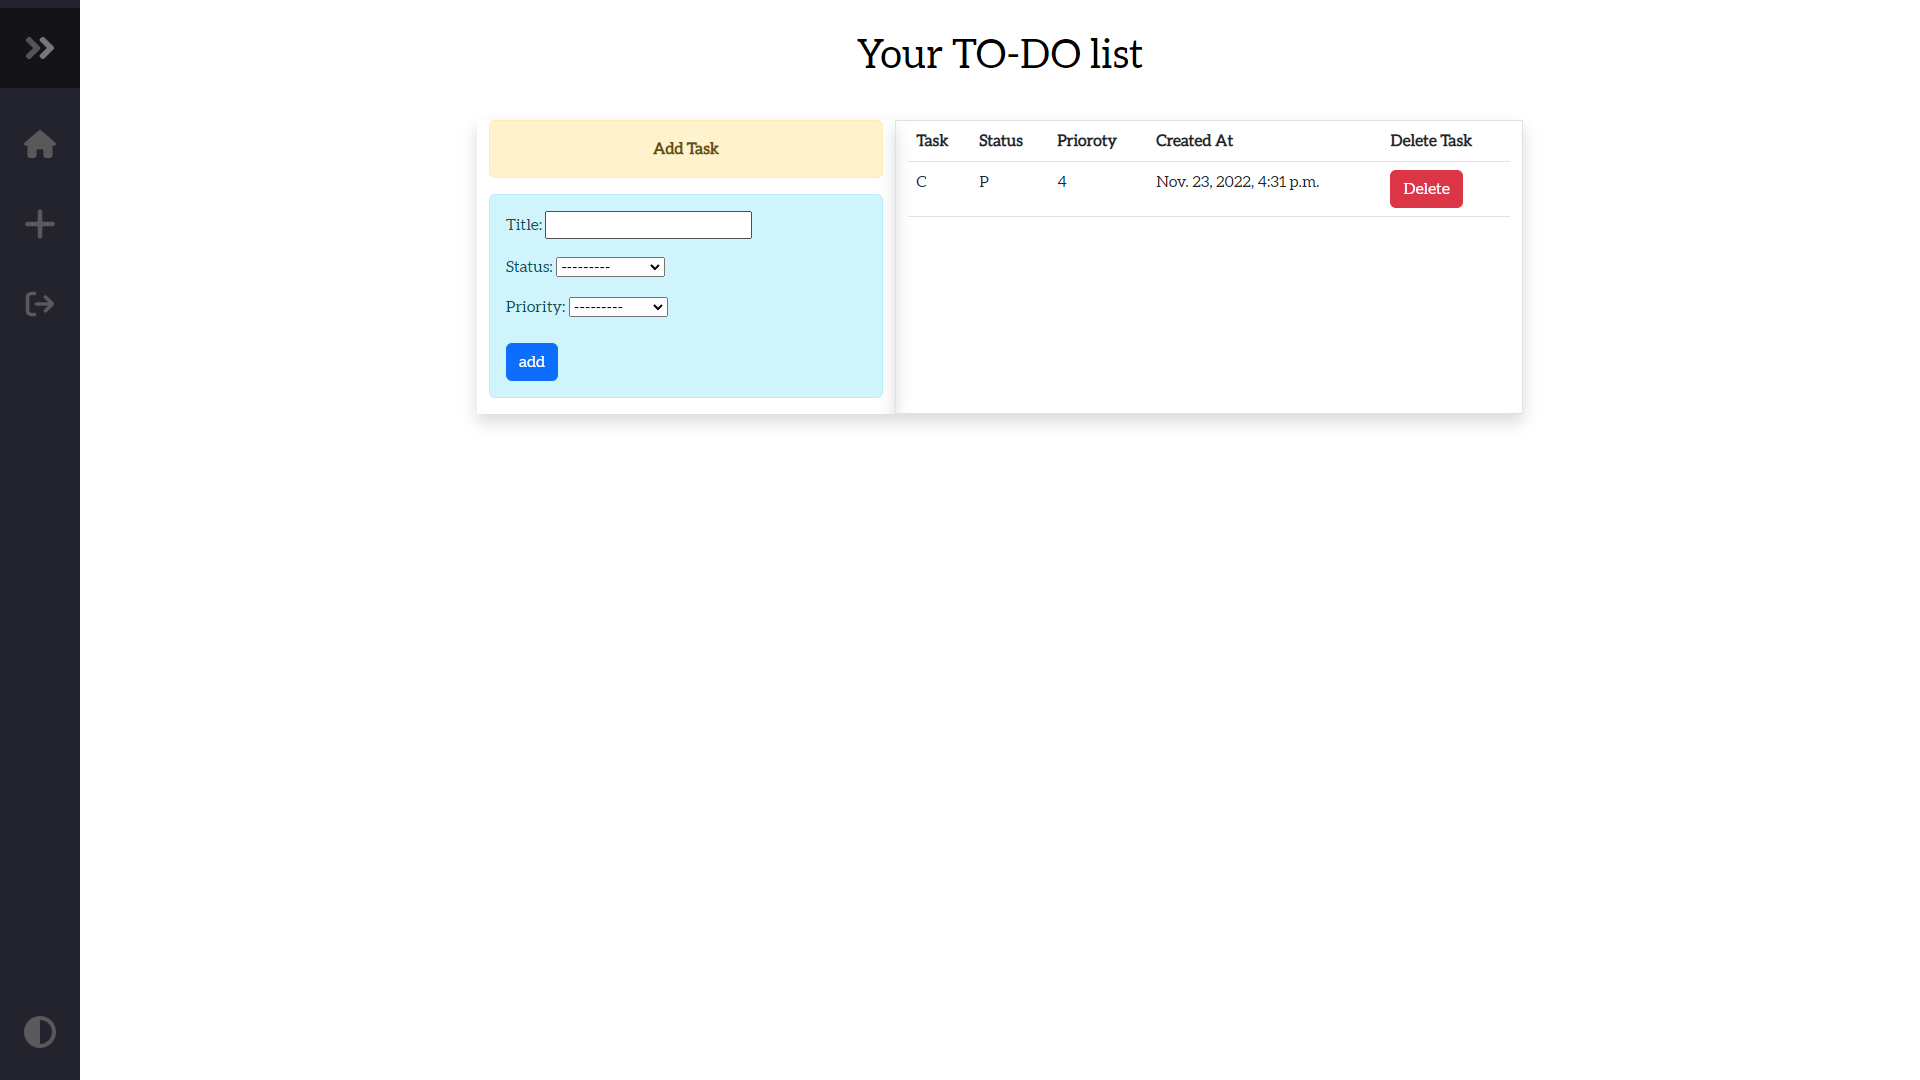 Your TO-DO list
Add Task
Title:
Status: ---------
Priority: ---------
add
Task Status Prioroty Created At Delete Task
C P 4 Nov. 23, 2022, 4:31 p.m. Delete